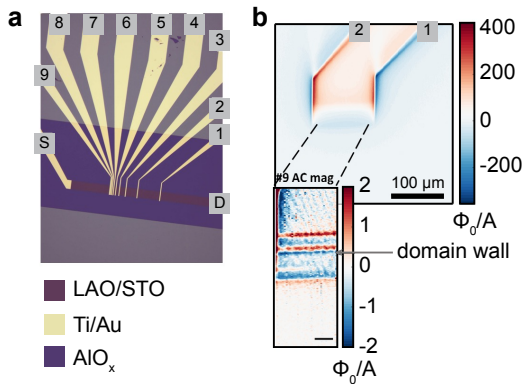 a
8
7
6
5
4
3
9
2
1
S
D
LAO/STO
Ti/Au
AlOₓ
b
2
1
400
200
0
-200
Φ₀/A
100 µm
#9 AC mag
2
1
0
-1
-2
Φ₀/A
domain wall